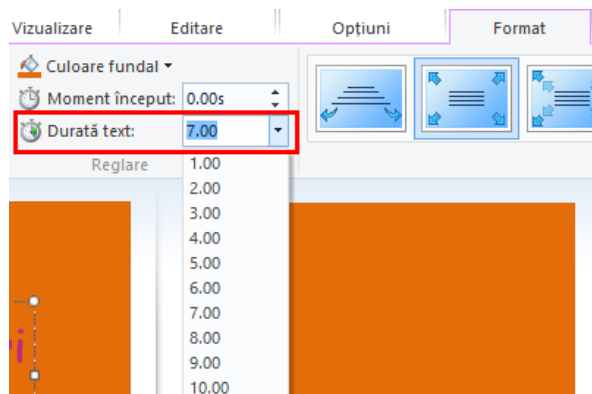 Vizualizare Editare Opțiuni Format
Culoare fundal
Moment început: 0.00s
Durată text: 7.00
Reglare
1.00
2.00
3.00
4.00
5.00
6.00
7.00
8.00
9.00
10.00